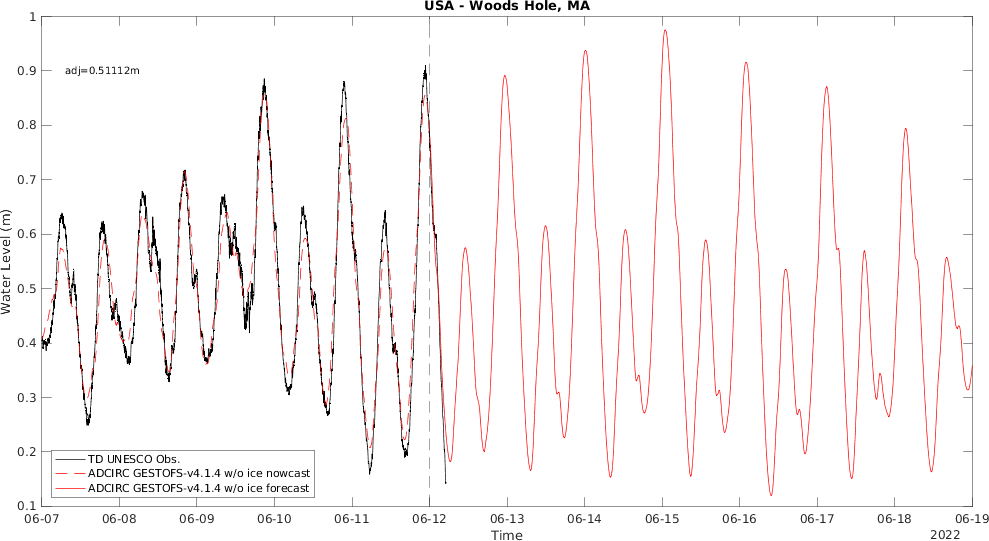 USA - Woods Hole, MA
1
0.9
0.8
0.7
0.6
0.5
0.4
0.3
0.2
0.1
Water Level (m)
adj=0.51112m
TD UNESCO Obs.
ADCIRC GESTOFS-v4.1.4 w/o ice nowcast
ADCIRC GESTOFS-v4.1.4 w/o ice forecast
06-07 06-08 06-09 06-10 06-11 06-12 06-13 06-14 06-15 06-16 06-17 06-18 06-19
Time
2022